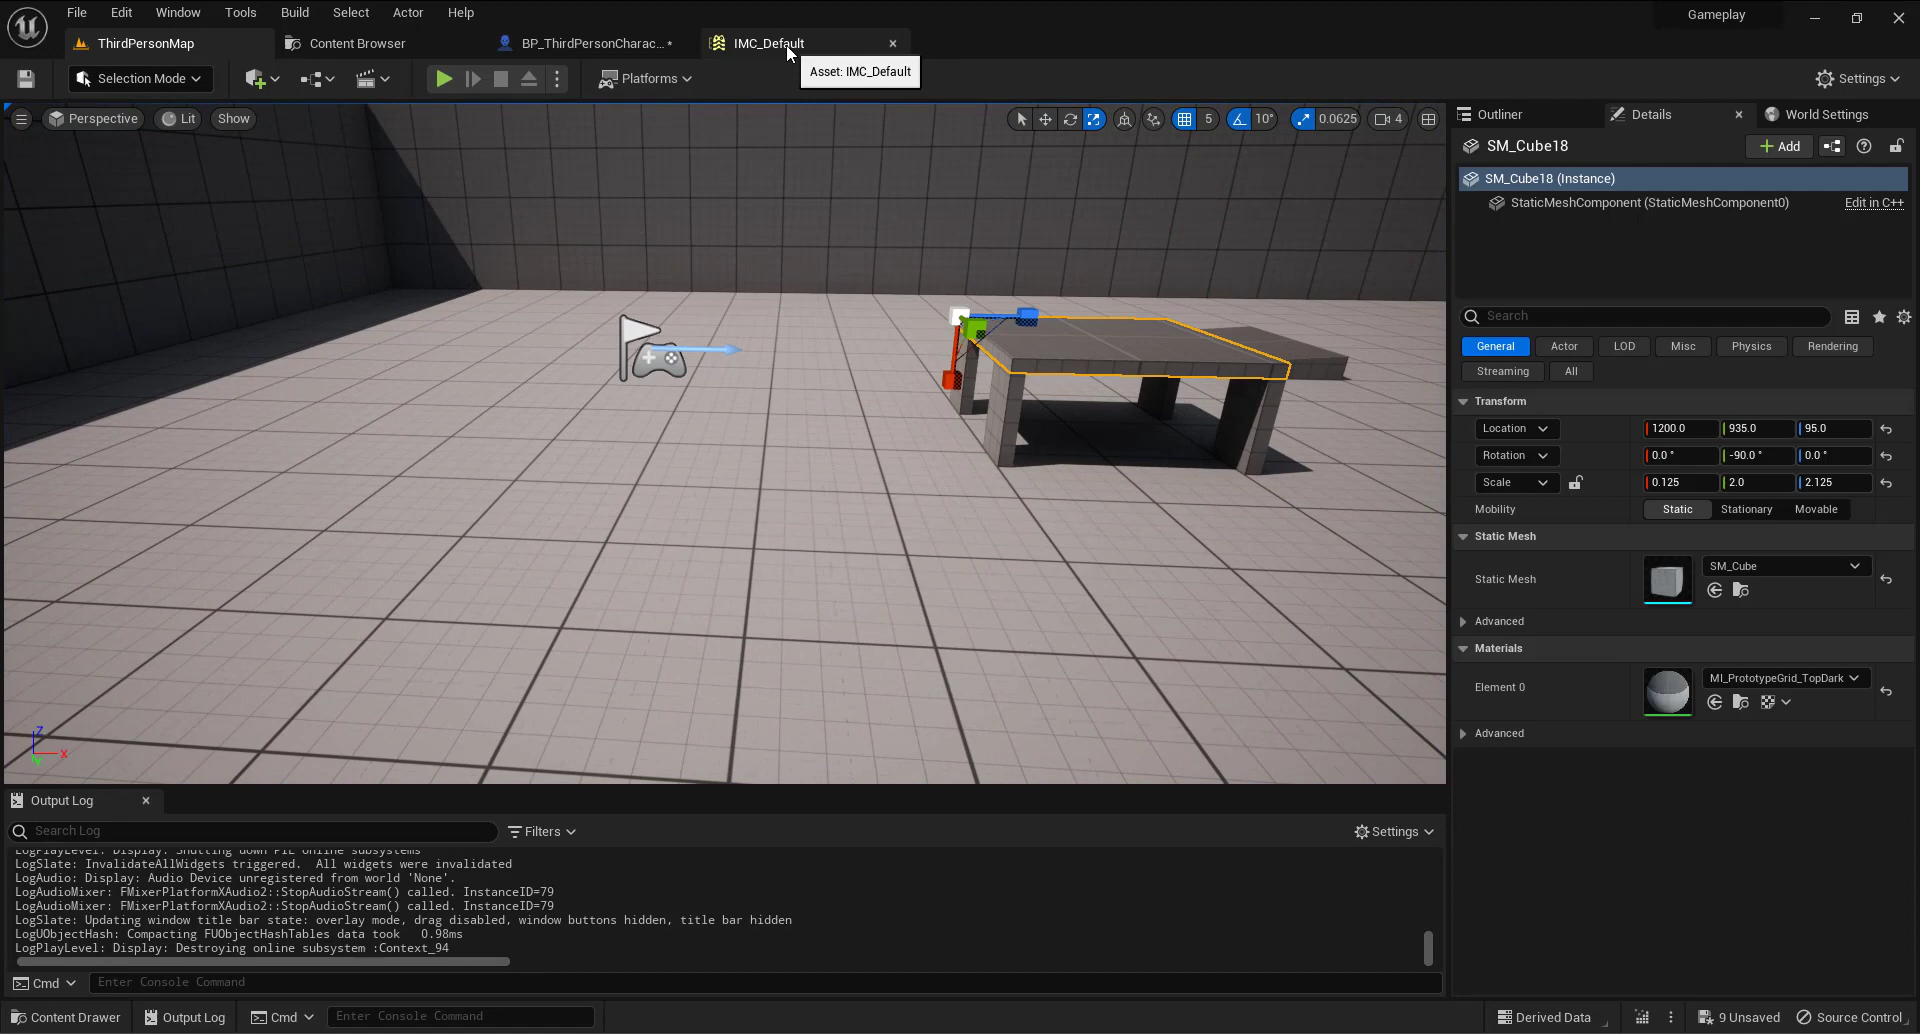 File Edit Window Tools Build Select Actor Help
Gameplay
ThirdPersonMap
Content Browser
BP_ThirdPersonCharac... *
IMC_Default
Asset: IMC_Default
Selection Mode
Platforms
Settings
Perspective
Lit
Show
5
10°
0.0625
4
Outliner
Details
World Settings
SM_Cube18
Add
SM_Cube18 (Instance)
StaticMeshComponent (StaticMeshComponent0)
Edit in C++
Search
General Actor LOD Misc Physics Rendering
Streaming All
Transform
Location 1200.0 935.0 95.0
Rotation 0.0 ° -90.0 ° 0.0 °
Scale 0.125 2.0 2.125
Mobility Static Stationary Movable
Static Mesh
Static Mesh SM_Cube
Advanced
Materials
Element 0 MI_PrototypeGrid_TopDark
Advanced
Z
X
Y
Output Log
Search Log
Filters
Settings
LogPlayLevel: Display: Shutting down PIE online subsystems
LogSlate: InvalidateAllWidgets triggered.  All widgets were invalidated
LogAudio: Display: Audio Device unregistered from world 'None'.
LogAudioMixer: FMixerPlatformXAudio2::StopAudioStream() called. InstanceID=79
LogAudioMixer: FMixerPlatformXAudio2::StopAudioStream() called. InstanceID=79
LogSlate: Updating window title bar state: overlay mode, drag disabled, window buttons hidden, title bar hidden
LogUObjectHash: Compacting FUObjectHashTables data took   0.98ms
LogPlayLevel: Display: Destroying online subsystem :Context_94
Cmd
Enter Console Command
Content Drawer
Output Log
Cmd
Enter Console Command
Derived Data
9 Unsaved
Source Control